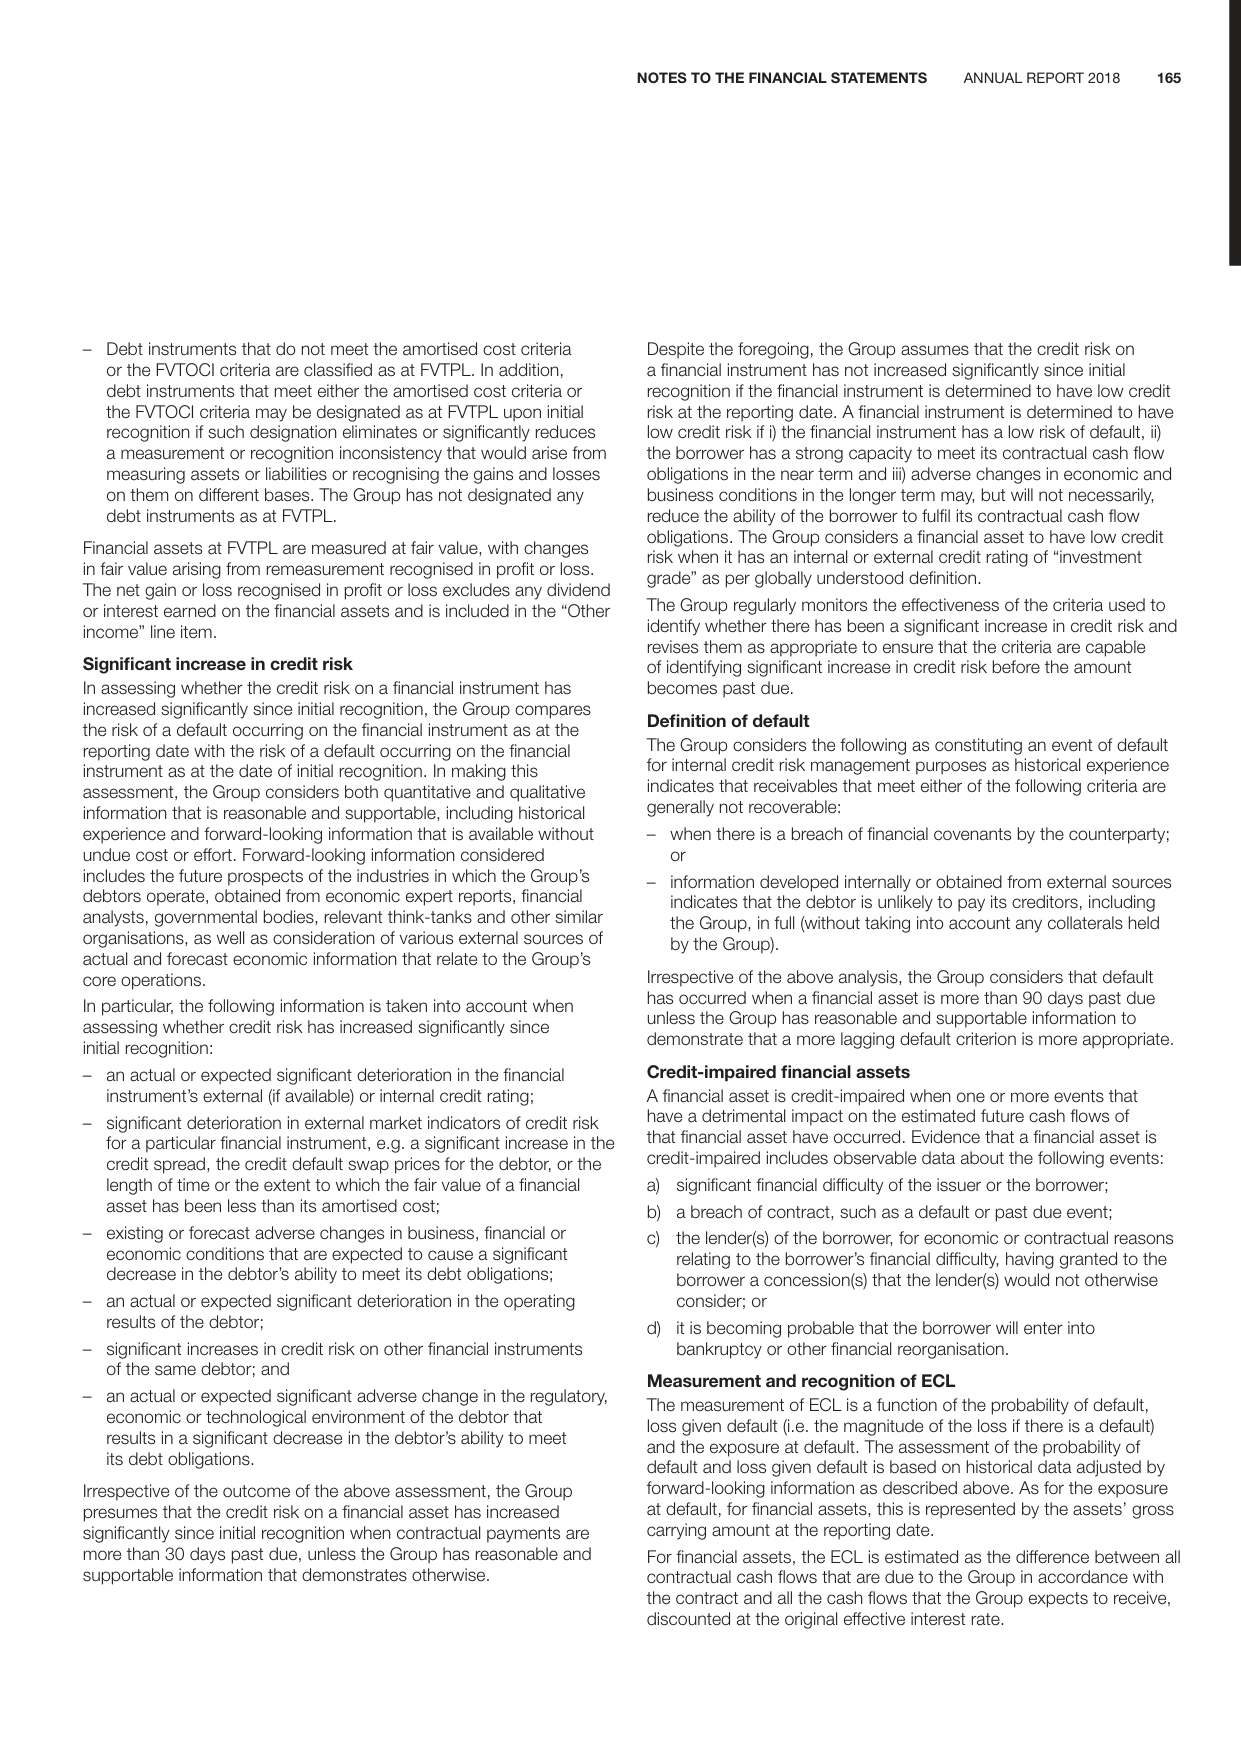 NOTES TO THE FINANCIAL STATEMENTS ANNUAL REPORT 2018 165
– Debt instruments that do not meet the amortised cost criteria
or the FVTOCI criteria are classified as at FVTPL. In addition,
debt instruments that meet either the amortised cost criteria or
the FVTOCI criteria may be designated as at FVTPL upon initial
recognition if such designation eliminates or significantly reduces
a measurement or recognition inconsistency that would arise from
measuring assets or liabilities or recognising the gains and losses
on them on different bases. The Group has not designated any
debt instruments as at FVTPL.
Financial assets at FVTPL are measured at fair value, with changes
in fair value arising from remeasurement recognised in profit or loss.
The net gain or loss recognised in profit or loss excludes any dividend
or interest earned on the financial assets and is included in the “Other
income” line item.
Significant increase in credit risk
In assessing whether the credit risk on a financial instrument has
increased significantly since initial recognition, the Group compares
the risk of a default occurring on the financial instrument as at the
reporting date with the risk of a default occurring on the financial
instrument as at the date of initial recognition. In making this
assessment, the Group considers both quantitative and qualitative
information that is reasonable and supportable, including historical
experience and forward-looking information that is available without
undue cost or effort. Forward-looking information considered
includes the future prospects of the industries in which the Group’s
debtors operate, obtained from economic expert reports, financial
analysts, governmental bodies, relevant think-tanks and other similar
organisations, as well as consideration of various external sources of
actual and forecast economic information that relate to the Group’s
core operations.
In particular, the following information is taken into account when
assessing whether credit risk has increased significantly since
initial recognition:
– an actual or expected significant deterioration in the financial
instrument’s external (if available) or internal credit rating;
– significant deterioration in external market indicators of credit risk
for a particular financial instrument, e.g. a significant increase in the
credit spread, the credit default swap prices for the debtor, or the
length of time or the extent to which the fair value of a financial
asset has been less than its amortised cost;
– existing or forecast adverse changes in business, financial or
economic conditions that are expected to cause a significant
decrease in the debtor’s ability to meet its debt obligations;
– an actual or expected significant deterioration in the operating
results of the debtor;
– significant increases in credit risk on other financial instruments
of the same debtor; and
– an actual or expected significant adverse change in the regulatory,
economic or technological environment of the debtor that
results in a significant decrease in the debtor’s ability to meet
its debt obligations.
Irrespective of the outcome of the above assessment, the Group
presumes that the credit risk on a financial asset has increased
significantly since initial recognition when contractual payments are
more than 30 days past due, unless the Group has reasonable and
supportable information that demonstrates otherwise.
Despite the foregoing, the Group assumes that the credit risk on
a financial instrument has not increased significantly since initial
recognition if the financial instrument is determined to have low credit
risk at the reporting date. A financial instrument is determined to have
low credit risk if i) the financial instrument has a low risk of default, ii)
the borrower has a strong capacity to meet its contractual cash flow
obligations in the near term and iii) adverse changes in economic and
business conditions in the longer term may, but will not necessarily,
reduce the ability of the borrower to fulfil its contractual cash flow
obligations. The Group considers a financial asset to have low credit
risk when it has an internal or external credit rating of “investment
grade” as per globally understood definition.
The Group regularly monitors the effectiveness of the criteria used to
identify whether there has been a significant increase in credit risk and
revises them as appropriate to ensure that the criteria are capable
of identifying significant increase in credit risk before the amount
becomes past due.
Definition of default
The Group considers the following as constituting an event of default
for internal credit risk management purposes as historical experience
indicates that receivables that meet either of the following criteria are
generally not recoverable:
– when there is a breach of financial covenants by the counterparty;
or
– information developed internally or obtained from external sources
indicates that the debtor is unlikely to pay its creditors, including
the Group, in full (without taking into account any collaterals held
by the Group).
Irrespective of the above analysis, the Group considers that default
has occurred when a financial asset is more than 90 days past due
unless the Group has reasonable and supportable information to
demonstrate that a more lagging default criterion is more appropriate.
Credit-impaired financial assets
A financial asset is credit-impaired when one or more events that
have a detrimental impact on the estimated future cash flows of
that financial asset have occurred. Evidence that a financial asset is
credit-impaired includes observable data about the following events:
a) significant financial difficulty of the issuer or the borrower;
b) a breach of contract, such as a default or past due event;
c) the lender(s) of the borrower, for economic or contractual reasons
relating to the borrower’s financial difficulty, having granted to the
borrower a concession(s) that the lender(s) would not otherwise
consider; or
d) it is becoming probable that the borrower will enter into
bankruptcy or other financial reorganisation.
Measurement and recognition of ECL
The measurement of ECL is a function of the probability of default,
loss given default (i.e. the magnitude of the loss if there is a default)
and the exposure at default. The assessment of the probability of
default and loss given default is based on historical data adjusted by
forward-looking information as described above. As for the exposure
at default, for financial assets, this is represented by the assets’ gross
carrying amount at the reporting date.
For financial assets, the ECL is estimated as the difference between all
contractual cash flows that are due to the Group in accordance with
the contract and all the cash flows that the Group expects to receive,
discounted at the original effective interest rate.